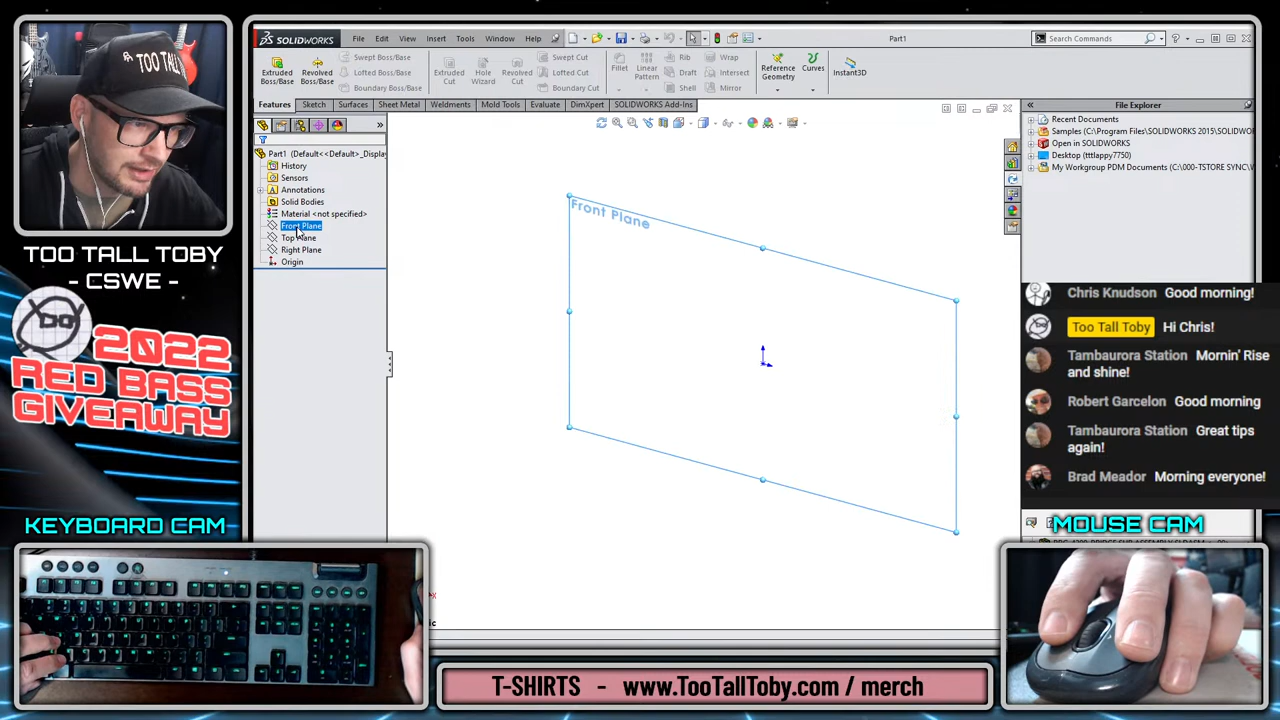 TOO TALL
TOO TALL TOBY
- CSWE -
2022
RED BASS
GIVEAWAY
KEYBOARD CAM
SOLIDWORKS
File
Edit
View
Insert
Tools
Window
Help
Part1
Search Commands
Extruded
Boss/Base
Revolved
Boss/Base
Swept Boss/Base
Lofted Boss/Base
Boundary Boss/Base
Extruded
Cut
Hole
Wizard
Revolved
Cut
Swept Cut
Lofted Cut
Boundary Cut
Fillet
Linear
Pattern
Rib
Draft
Shell
Wrap
Intersect
Mirror
Reference
Geometry
Curves
Instant3D
Features
Sketch
Surfaces
Sheet Metal
Weldments
Mold Tools
Evaluate
DimXpert
SOLIDWORKS Add-Ins
Part1 (Default<<Default>_Display
History
Sensors
Annotations
Solid Bodies
Material <not specified>
Front Plane
Top Plane
Right Plane
Origin
Front Plane
File Explorer
Recent Documents
Samples (C:\Program Files\SOLIDWORKS 2015\SOLIDWO
Open in SOLIDWORKS
Desktop (tttlappy7750)
My Workgroup PDM Documents (C:\000-TSTORE SYNC\W
Chris Knudson Good morning!
Too Tall Toby Hi Chris!
Tambaurora Station Mornin' Rise
and shine!
Robert Garcelon Good morning
Tambaurora Station Great tips
again!
Brad Meador Morning everyone!
MOUSE CAM
T-SHIRTS - www.TooTallToby.com / merch